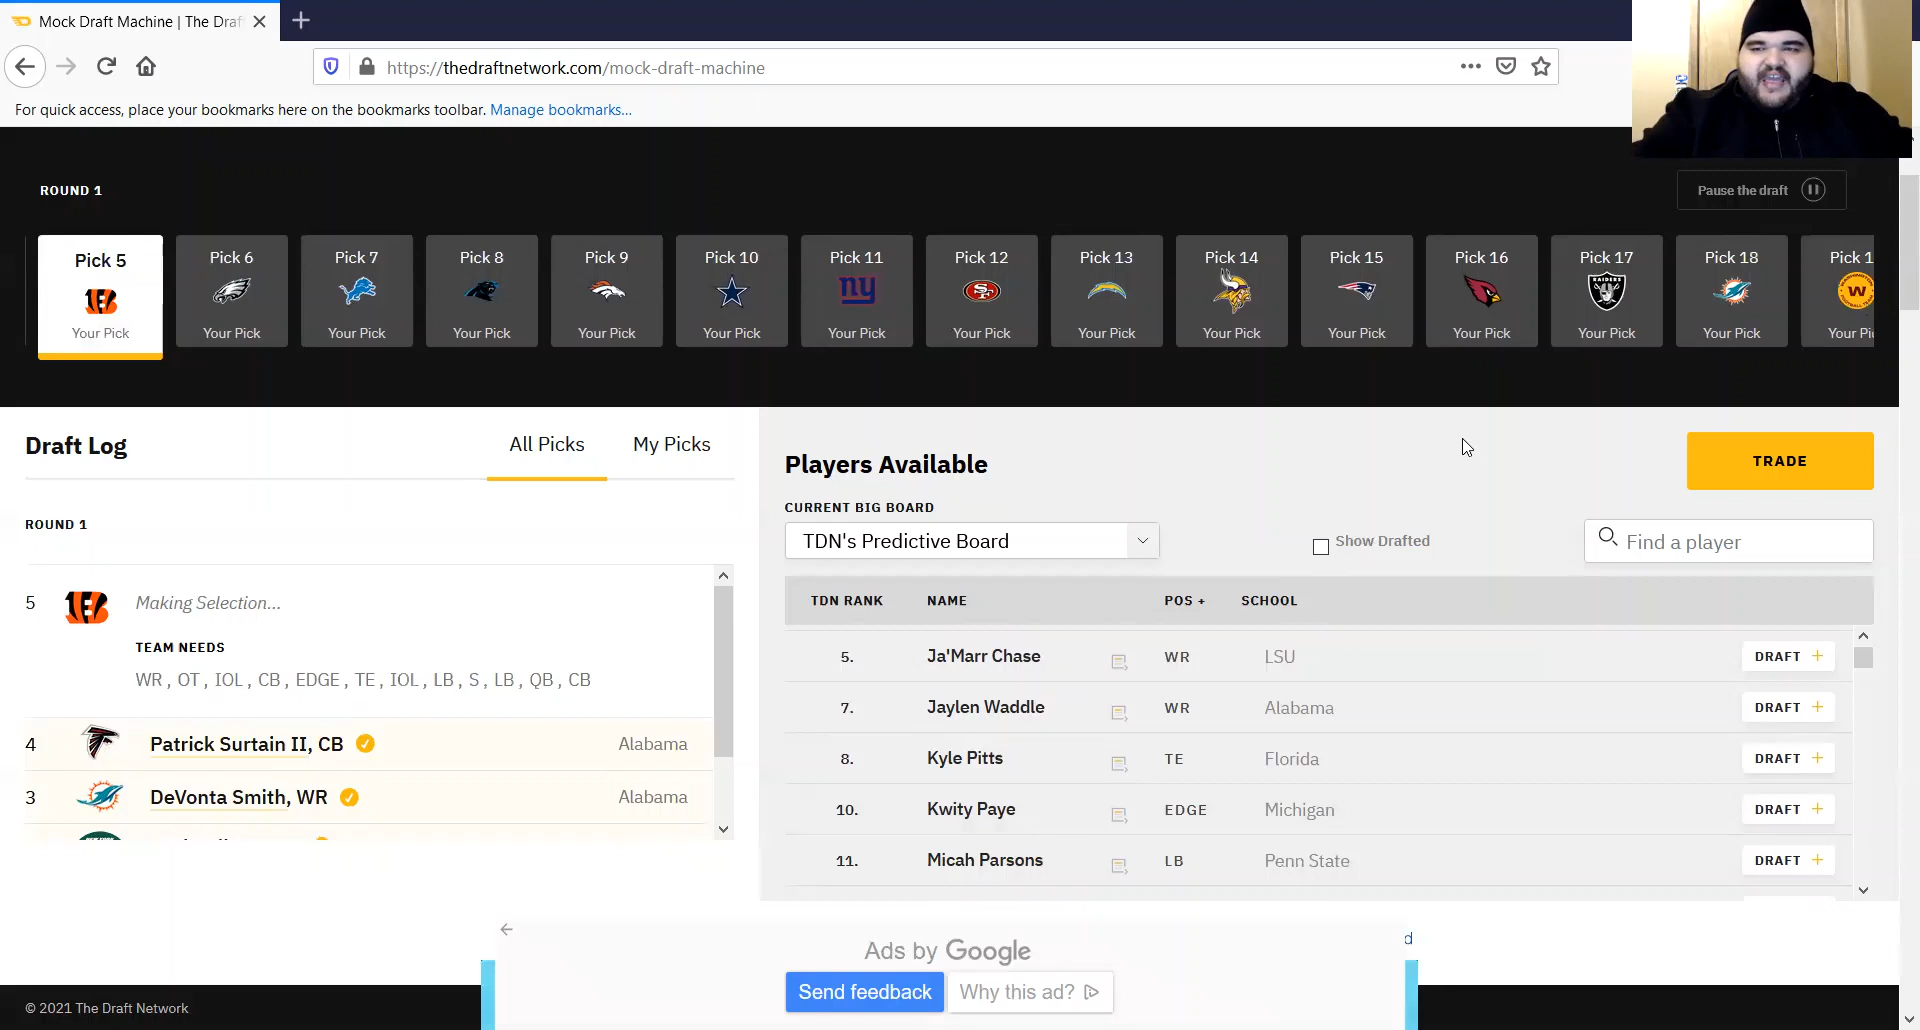 Mock Draft Machine | The Draf
https://thedraftnetwork.com/mock-draft-machine
For quick access, place your bookmarks here on the bookmarks toolbar. Manage bookmarks...
ROUND 1
Pause the draft
Pick 5
Your Pick
Pick 6
Your Pick
Pick 7
Your Pick
Pick 8
Your Pick
Pick 9
Your Pick
Pick 10
Your Pick
Pick 11
ny
Your Pick
Pick 12
SF
Your Pick
Pick 13
Your Pick
Pick 14
Your Pick
Pick 15
Your Pick
Pick 16
Your Pick
Pick 17
RAIDERS
Your Pick
Pick 18
Your Pick
Pick 1
W
Your Pi
Draft Log
All Picks
My Picks
ROUND 1
5
Making Selection...
TEAM NEEDS
WR , OT , IOL , CB , EDGE , TE , IOL , LB , S , LB , QB , CB
4 Patrick Surtain II, CB Alabama
3 DeVonta Smith, WR Alabama
Players Available
TRADE
CURRENT BIG BOARD
TDN's Predictive Board
Show Drafted
Find a player
TDN RANK NAME POS + SCHOOL
5. Ja'Marr Chase WR LSU DRAFT +
7. Jaylen Waddle WR Alabama DRAFT +
8. Kyle Pitts TE Florida DRAFT +
10. Kwity Paye EDGE Michigan DRAFT +
11. Micah Parsons LB Penn State DRAFT +
Ads by Google
d
Send feedback
Why this ad?
© 2021 The Draft Network